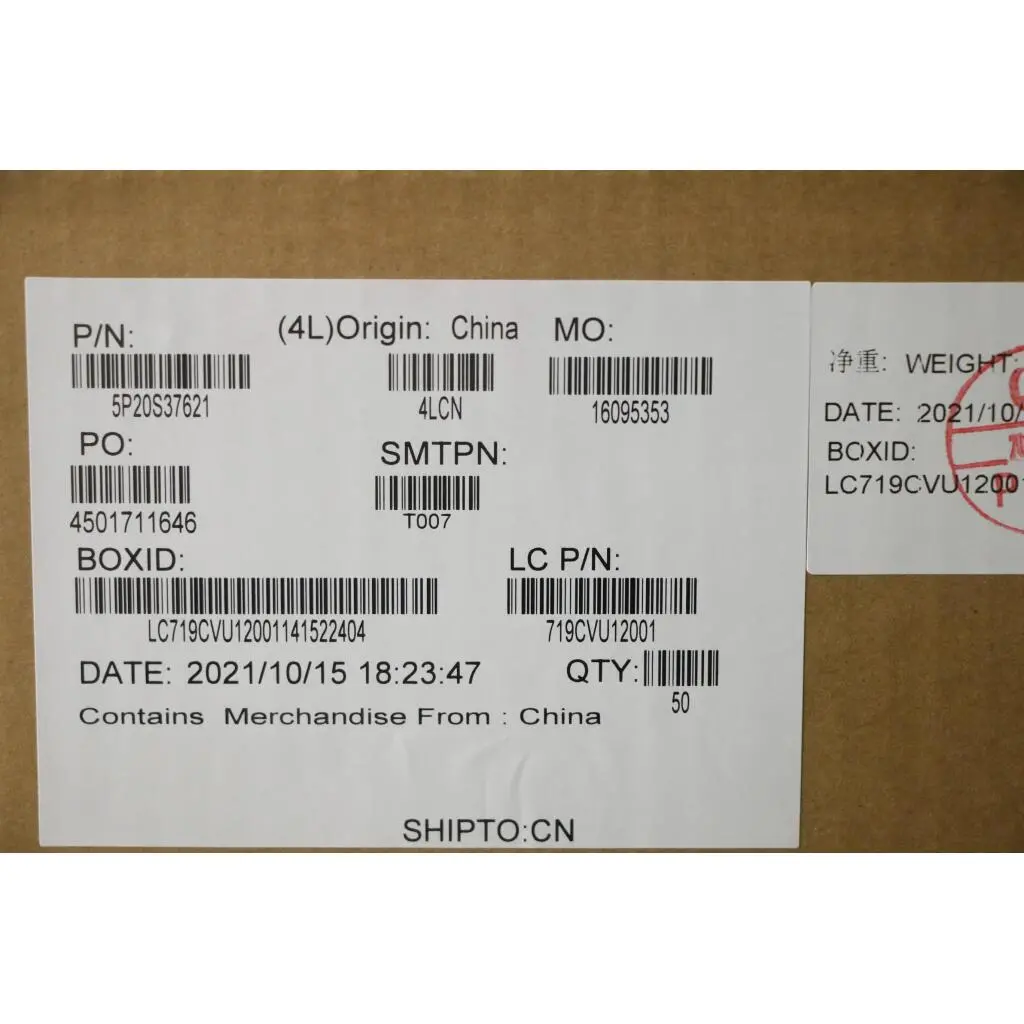 P/N: (4L)Origin: China MO:
5P20S37621 4LCN 16095353
PO: SMTPN:
4501711646 T007
BOXID: LC P/N:
LC719CVU12001141522404 719CVU12001
DATE: 2021/10/15 18:23:47 QTY:
50
Contains Merchandise From : China
SHIPTO:CN
净重: WEIGHT:
DATE: 2021/10/
BOXID:
LC719CVU12001